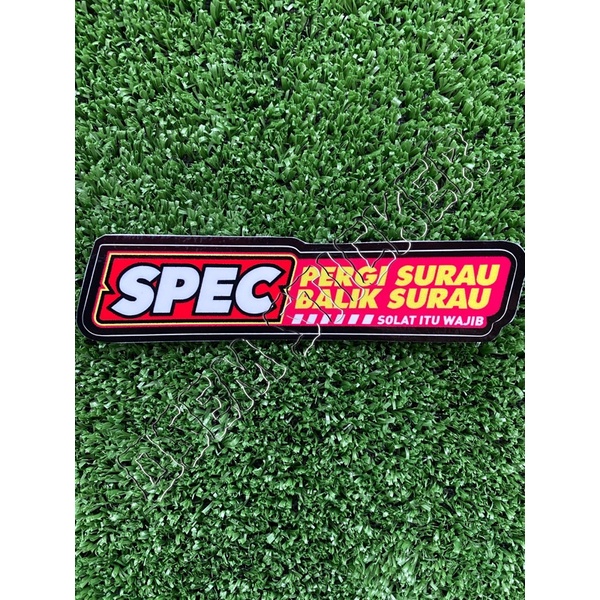 SPEC
PERGI SURAU
BALIK SURAU
SOLAT ITU WAJIB